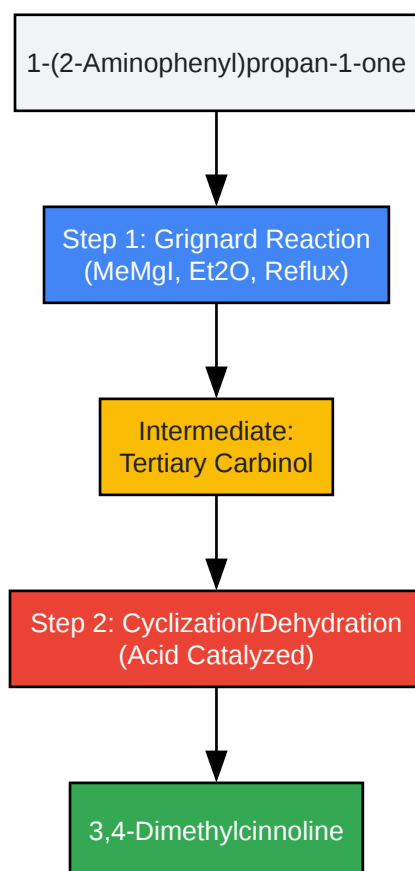 1-(2-Aminophenyl)propan-1-one
Step 1: Grignard Reaction
(MeMgI, Et2O, Reflux)
Intermediate:
Tertiary Carbinol
Step 2: Cyclization/Dehydration
(Acid Catalyzed)
3,4-Dimethylcinnoline